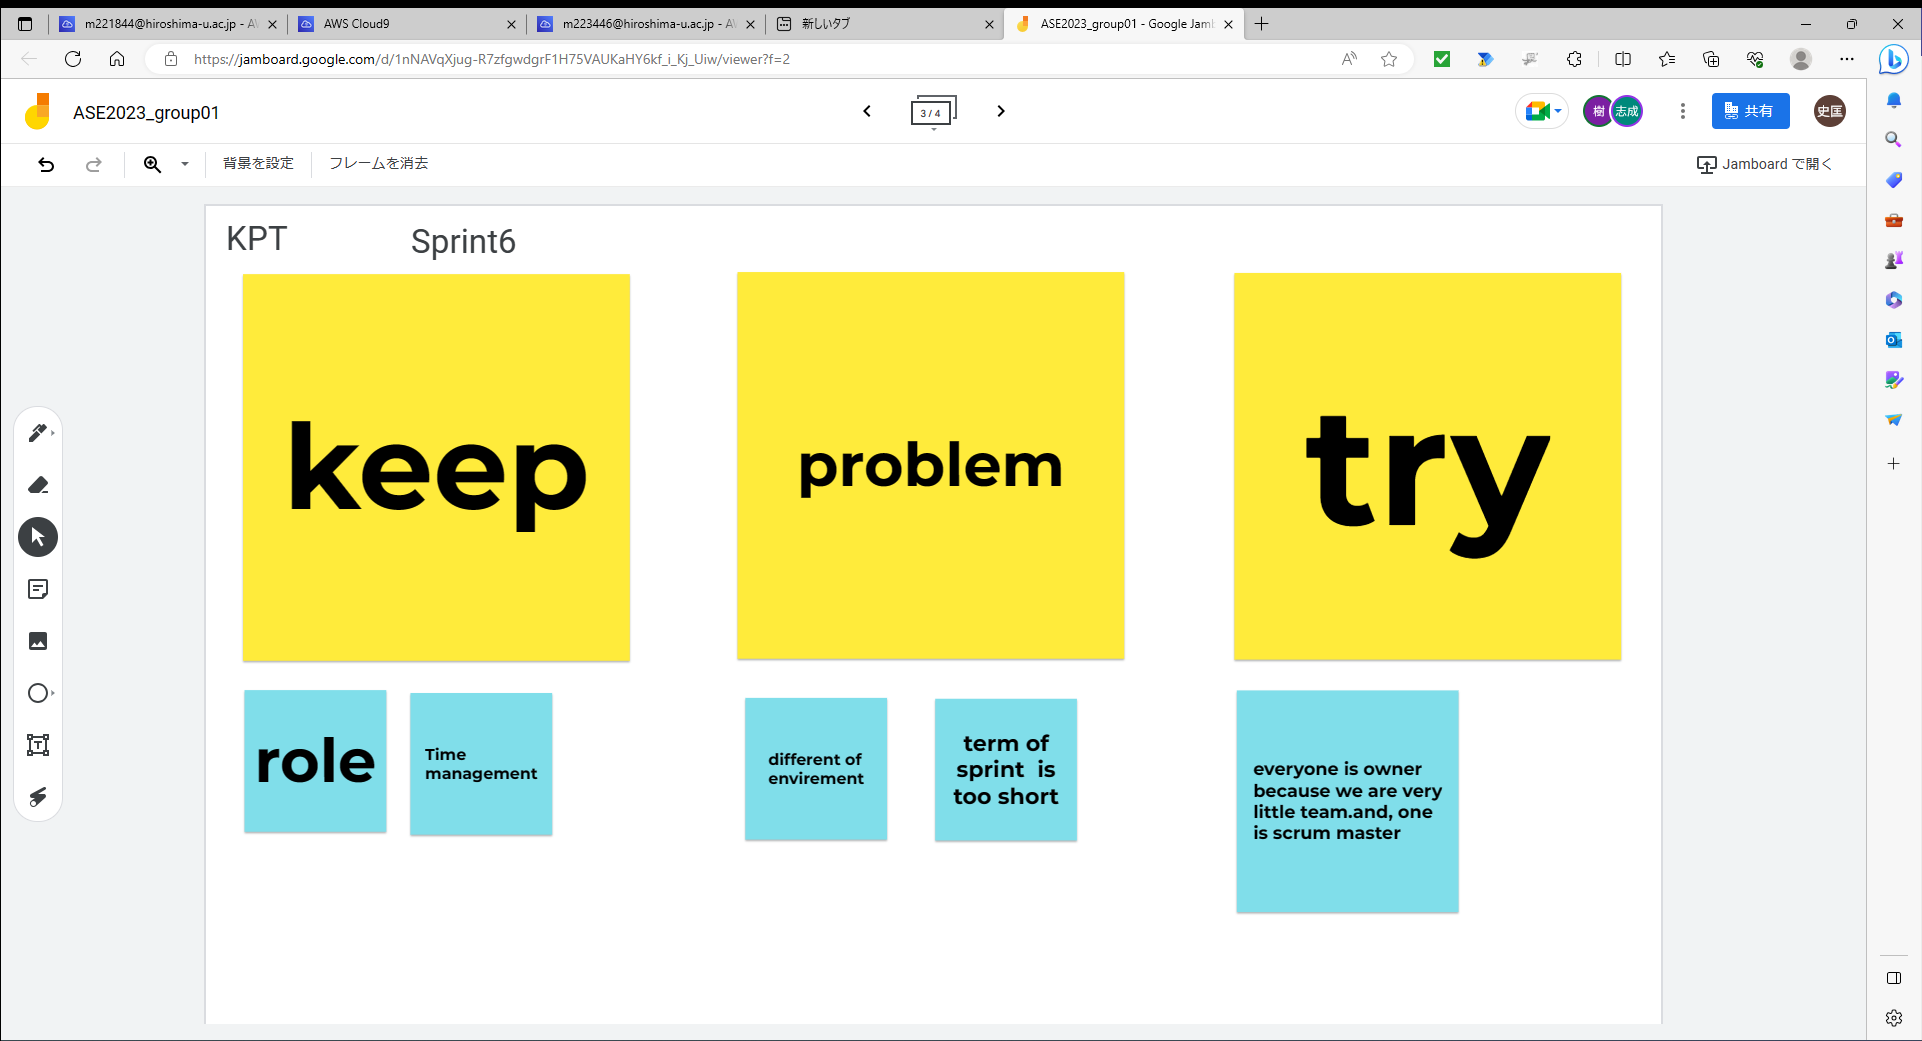 m221844@hiroshima-u.ac.jp - AW
AWS Cloud9
m223446@hiroshima-u.ac.jp - AW
新しいタブ
ASE2023_group01 - Google Jamb
https://jamboard.google.com/d/1nNAVqXjug-R7zfgwdgrF1H75VAUKaHY6kf_i_Kj_Uiw/viewer?f=2
ASE2023_group01
3 / 4
樹
志成
共有
史匡
背景を設定
フレームを消去
Jamboard で開く
KPT
Sprint6
keep
problem
try
role
Time
management
different of
envirement
term of
sprint is
too short
everyone is owner
because we are very
little team.and, one
is scrum master